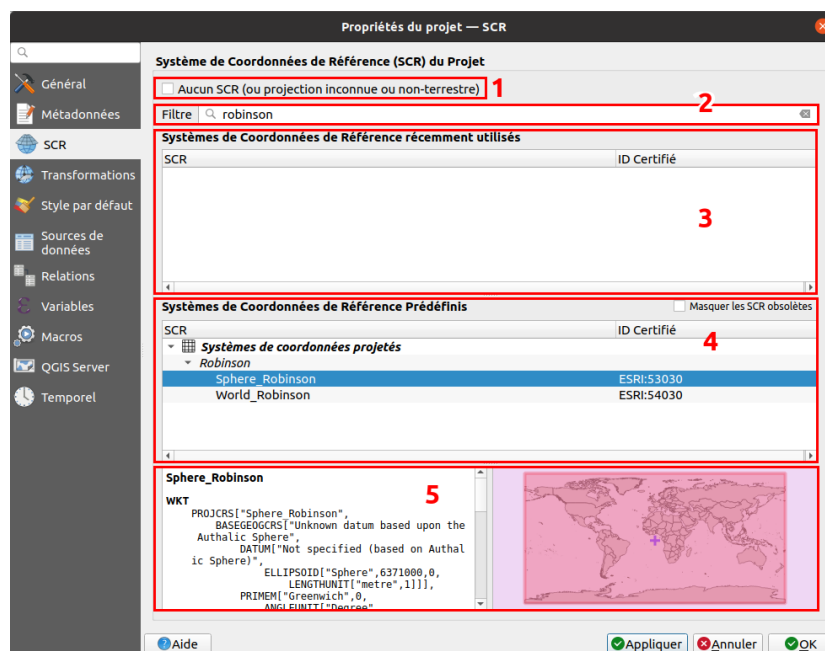 Propriétés du projet — SCR
Général
Métadonnées
SCR
Transformations
Style par défaut
Sources de
données
Relations
Variables
Macros
QGIS Server
Temporel
Système de Coordonnées de Référence (SCR) du Projet
Aucun SCR (ou projection inconnue ou non-terrestre) 1
2
Filtre robinson
Systèmes de Coordonnées de Référence récemment utilisés
SCR ID Certifié
3
Systèmes de Coordonnées de Référence Prédéfinis Masquer les SCR obsolètes
SCR ID Certifié
4
Systèmes de coordonnées projetés
Robinson
Sphere_Robinson ESRI:53030
World_Robinson ESRI:54030
Sphere_Robinson
5
WKT
PROJCRS["Sphere_Robinson",
BASEGEOGCRS["Unknown datum based upon the
Authalic Sphere",
DATUM["Not specified (based on Authal
ic Sphere)",
ELLIPSOID["Sphere",6371000,0,
LENGTHUNIT["metre",1]]],
PRIMEM["Greenwich",0,
ANGLEUNIT["Degree",
Aide Appliquer Annuler OK